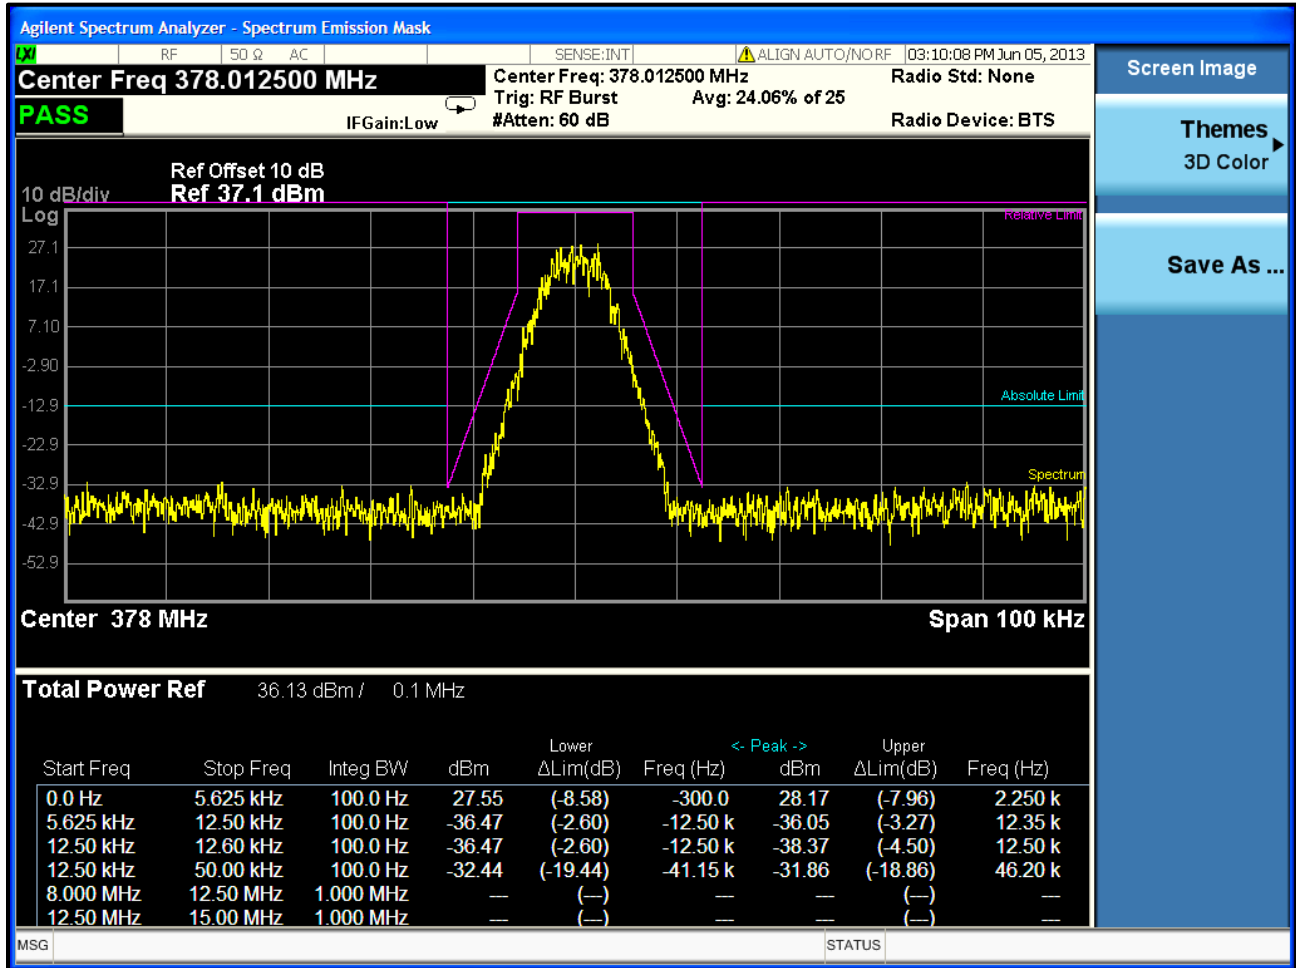 Agilent Spectrum Analyzer - Spectrum Emission Mask
LXI RF 50 Ω AC SENSE:INT ALIGN AUTO/NO RF 03:10:08 PM Jun 05, 2013
Center Freq 378.012500 MHz
Center Freq: 378.012500 MHz Radio Std: None
Trig: RF Burst Avg: 24.06% of 25
PASS
IFGain:Low #Atten: 60 dB Radio Device: BTS
Ref Offset 10 dB
10 dB/div Ref 37.1 dBm
Log
Relative Limit
27.1
17.1
7.10
-2.90
Absolute Limit
-12.9
-22.9
Spectrum
-32.9
-42.9
-52.9
Center 378 MHz Span 100 kHz
Total Power Ref 36.13 dBm / 0.1 MHz
Lower <- Peak -> Upper
Start Freq Stop Freq Integ BW dBm ΔLim(dB) Freq (Hz) dBm ΔLim(dB) Freq (Hz)
0.0 Hz 5.625 kHz 100.0 Hz 27.55 (-8.58) -300.0 28.17 (-7.96) 2.250 k
5.625 kHz 12.50 kHz 100.0 Hz -36.47 (-2.60) -12.50 k -36.05 (-3.27) 12.35 k
12.50 kHz 12.60 kHz 100.0 Hz -36.47 (-2.60) -12.50 k -38.37 (-4.50) 12.50 k
12.50 kHz 50.00 kHz 100.0 Hz -32.44 (-19.44) -41.15 k -31.86 (-18.86) 46.20 k
8.000 MHz 12.50 MHz 1.000 MHz --- (---) --- --- (---) ---
12.50 MHz 15.00 MHz 1.000 MHz --- (---) --- --- (---) ---
MSG STATUS
Screen Image
Themes
3D Color
Save As ...